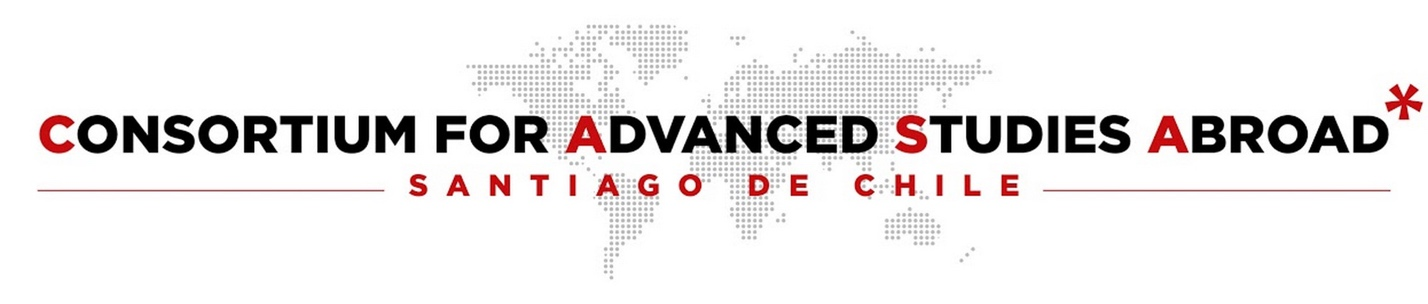 CONSORTIUM FOR ADVANCED STUDIES ABROAD*
SANTIAGO DE CHILE